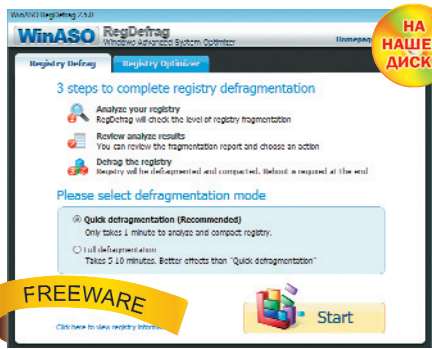 WinASO RegDefrag 2.5.0
WinASO RegDefrag
Windows Advanced System Optimizer
Homepage
НА
НАШЕМ
ДИСКЕ
Registry Defrag
Registry Optimizer
3 steps to complete registry defragmentation
Analyze your registry
RegDefrag will check the level of registry fragmentation
Review analyze results
You can review the fragmentation report and choose an action
Defrag the registry
Registry will be defragmented and compacted. Reboot is required at the end
Please select defragmentation mode
Quick defragmentation (Recommended)
Only takes 1 minute to analyze and compact registry.
Full defragmentation
Takes 5-10 minutes. Better effects than "Quick defragmentation"
FREEWARE
Start
Click here to view registry inform